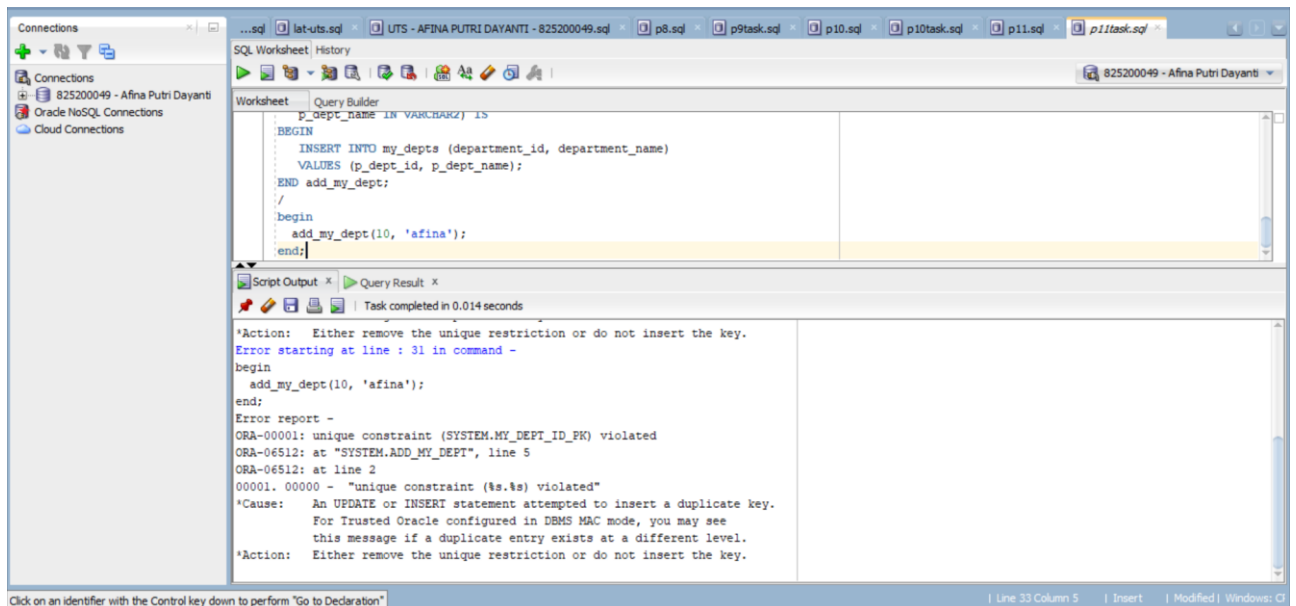 Connections
...sql
lat-uts.sql
UTS - AFINA PUTRI DAYANTI - 825200049.sql
p8.sql
p9task.sql
p10.sql
p10task.sql
p11.sql
p11task.sql
SQL Worksheet History
Connections
825200049 - Afina Putri Dayanti
Oracle NoSQL Connections
Cloud Connections
825200049 - Afina Putri Dayanti
Worksheet Query Builder
p_dept_name IN VARCHAR2) IS
BEGIN
INSERT INTO my_depts (department_id, department_name)
VALUES (p_dept_id, p_dept_name);
END add_my_dept;
/
begin
add_my_dept(10, 'afina');
end;
Script Output x Query Result x
Task completed in 0.014 seconds
*Action: Either remove the unique restriction or do not insert the key.
Error starting at line : 31 in command -
begin
add_my_dept(10, 'afina');
end;
Error report -
ORA-00001: unique constraint (SYSTEM.MY_DEPT_ID_PK) violated
ORA-06512: at "SYSTEM.ADD_MY_DEPT", line 5
ORA-06512: at line 2
00001. 00000 - "unique constraint (%s.%s) violated"
*Cause: An UPDATE or INSERT statement attempted to insert a duplicate key.
For Trusted Oracle configured in DBMS MAC mode, you may see
this message if a duplicate entry exists at a different level.
*Action: Either remove the unique restriction or do not insert the key.
Click on an identifier with the Control key down to perform "Go to Declaration"
| Line 33 Column 5 | Insert | Modified | Windows: Cl